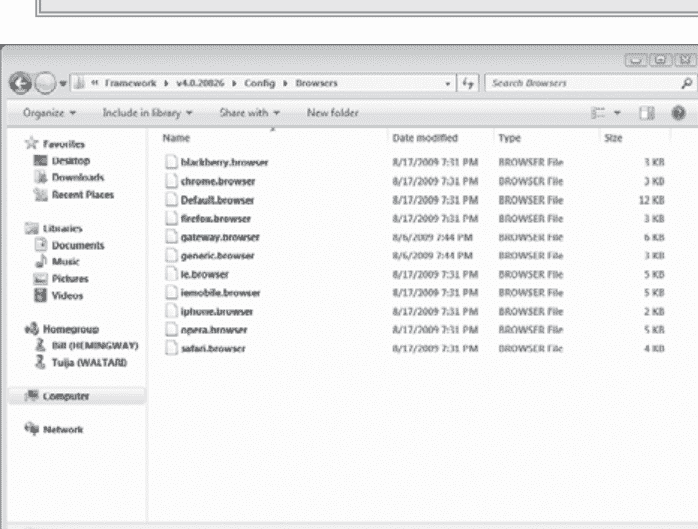 « Framework ▸ v4.0.20826 ▸ Config ▸ Browsers
Search Browsers
Organize Include in library Share with New folder
Name Date modified Type Size
Favorites
Desktop
Downloads
Recent Places
Libraries
Documents
Music
Pictures
Videos
Homegroup
Bill (HEMINGWAY)
Tuija (WALTARI)
Computer
Network
blackberry.browser 8/17/2009 7:31 PM BROWSER File 3 KB
chrome.browser 8/17/2009 7:31 PM BROWSER File 3 KB
Default.browser 8/17/2009 7:31 PM BROWSER File 12 KB
firefox.browser 8/17/2009 7:31 PM BROWSER File 3 KB
gateway.browser 8/6/2009 7:44 PM BROWSER File 6 KB
generic.browser 8/6/2009 7:44 PM BROWSER File 3 KB
ie.browser 8/17/2009 7:31 PM BROWSER File 5 KB
iemobile.browser 8/17/2009 7:31 PM BROWSER File 5 KB
iphone.browser 8/17/2009 7:31 PM BROWSER File 2 KB
opera.browser 8/17/2009 7:31 PM BROWSER File 5 KB
safari.browser 8/17/2009 7:31 PM BROWSER File 4 KB